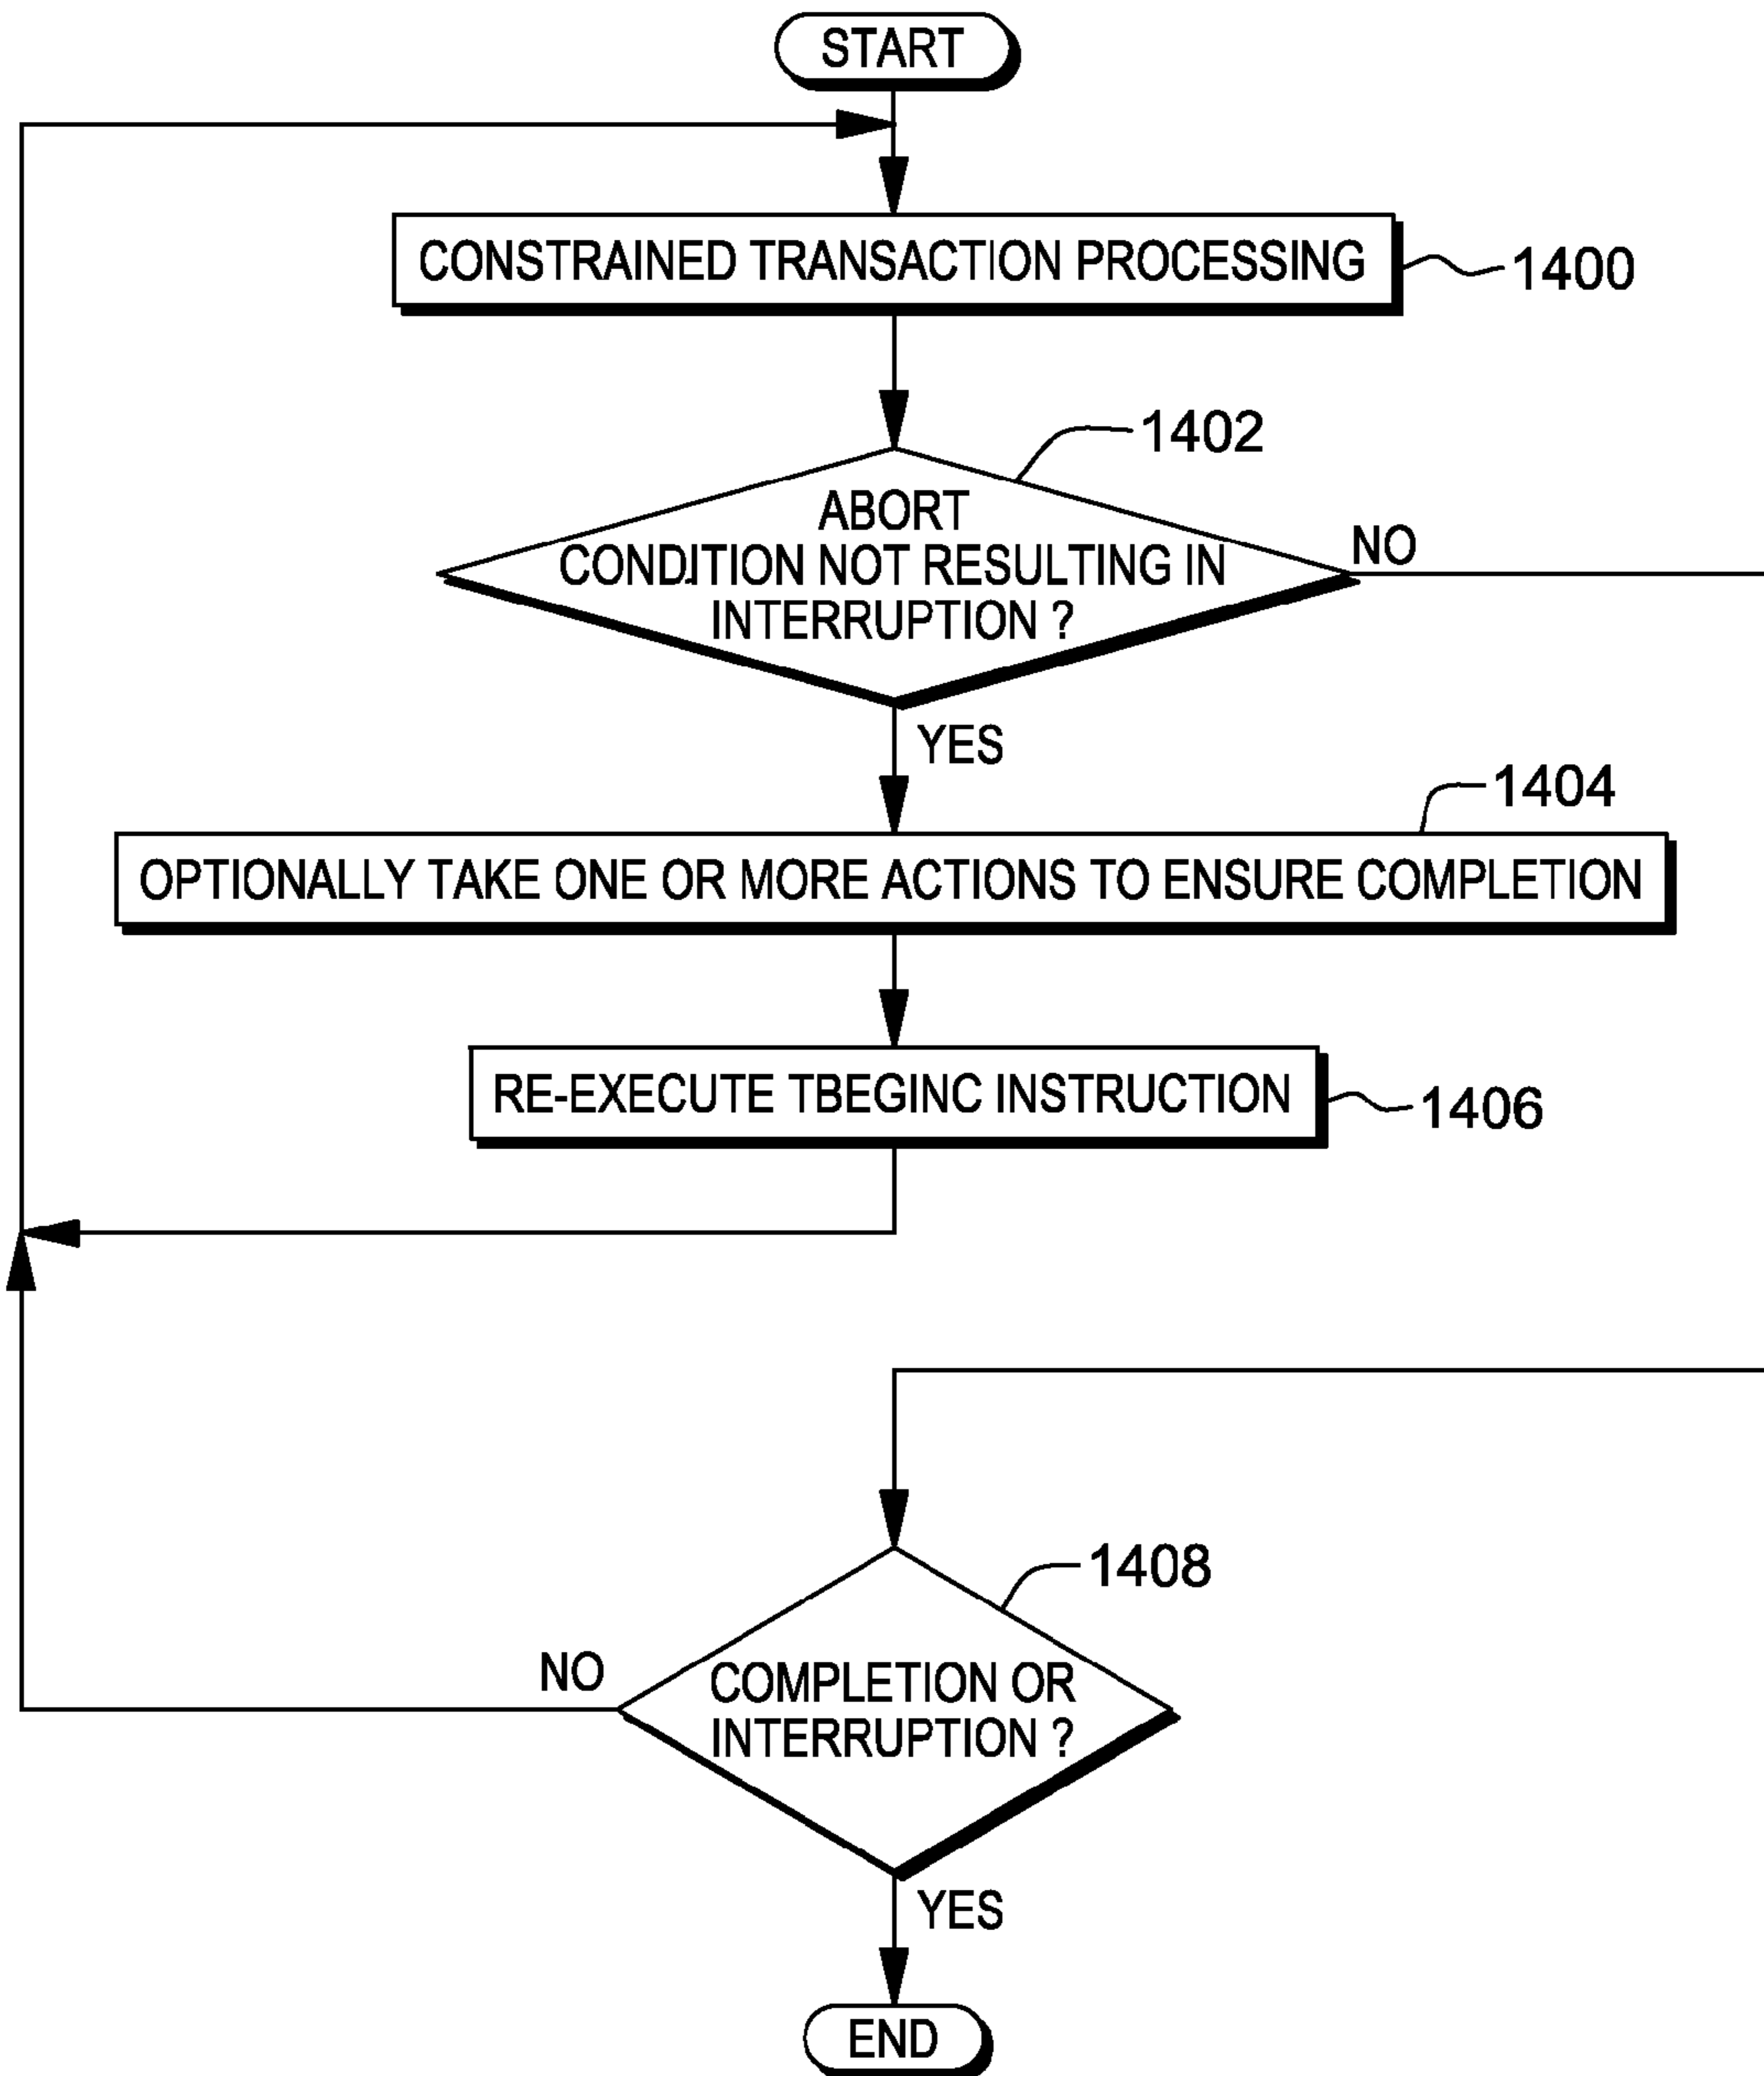 START
CONSTRAINED TRANSACTION PROCESSING
1400
1402
ABORT
CONDITION NOT RESULTING IN
INTERRUPTION ?
NO
YES
1404
OPTIONALLY TAKE ONE OR MORE ACTIONS TO ENSURE COMPLETION
RE-EXECUTE TBEGINC INSTRUCTION
1406
1408
NO
COMPLETION OR
INTERRUPTION ?
YES
END